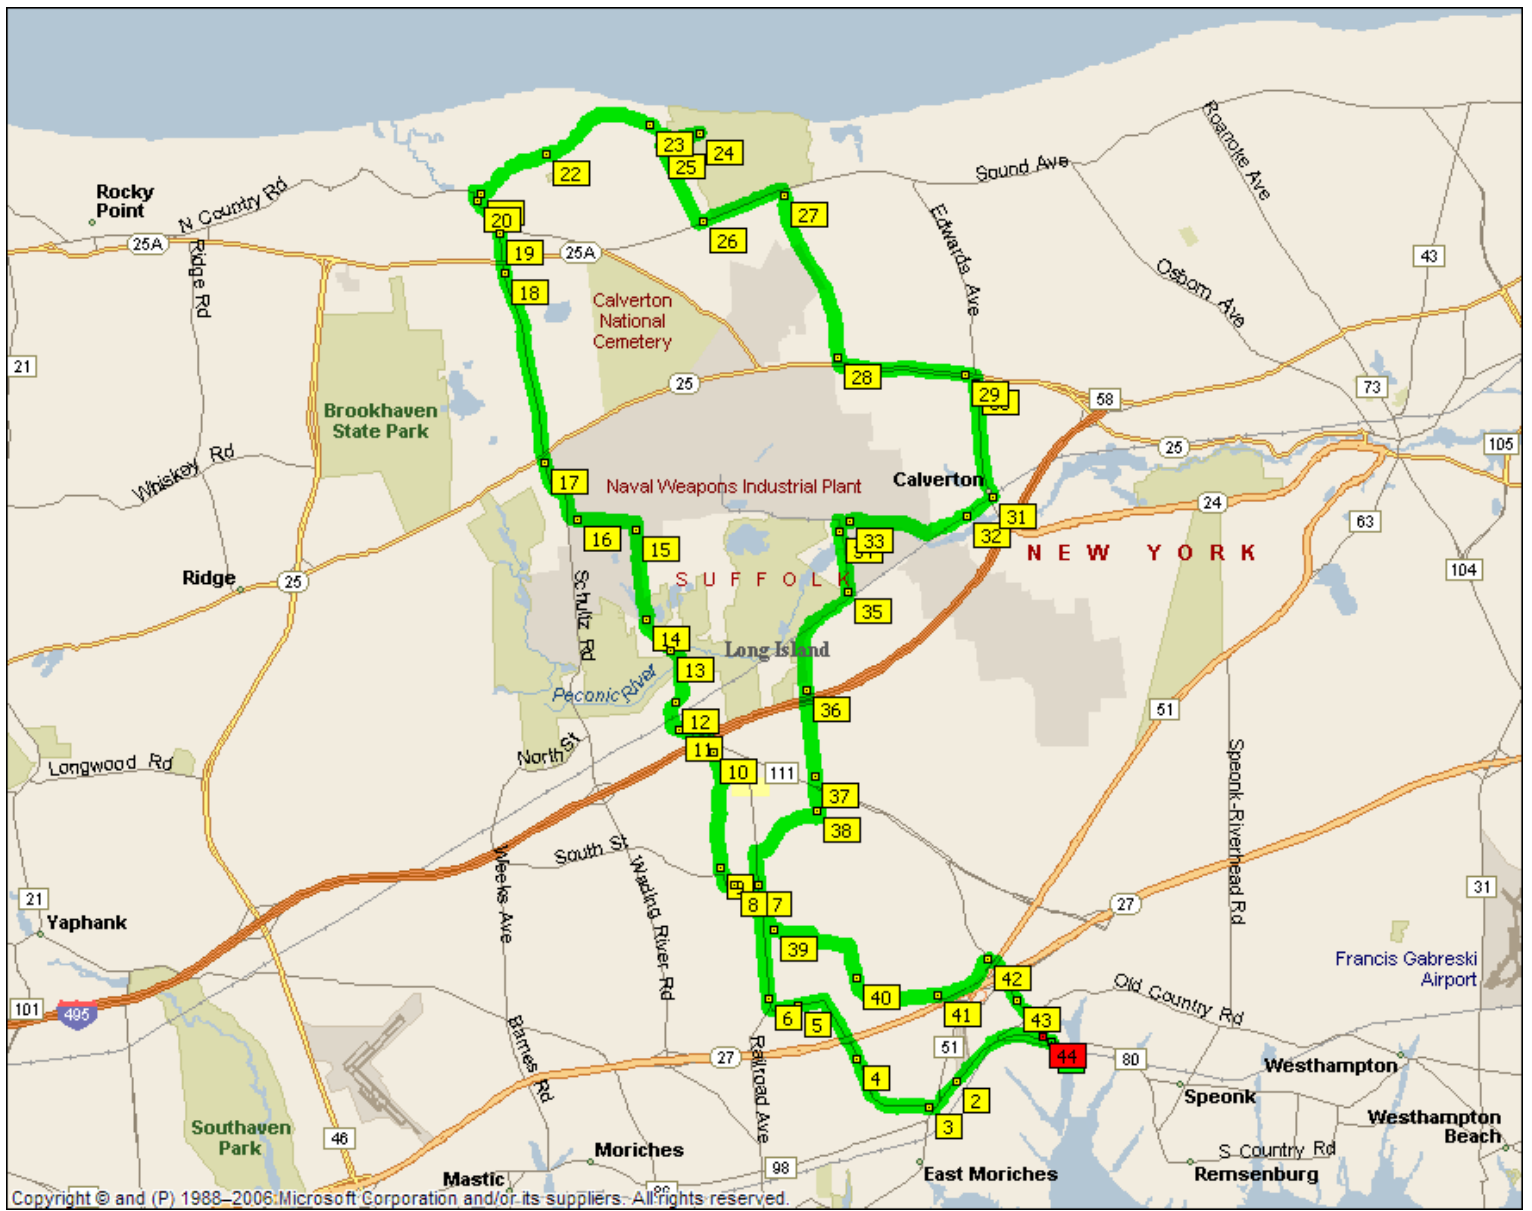 Sound Ave
Roanoke Ave
23
24
25
22
Rocky
Point
N Country Rd
20
27
26
Edwards Ave
25A
19
25A
43
Ridge Rd
18
Osborn Ave
Calverton
National
Cemetery
21
28
25
29
58
73
Brookhaven
State Park
25
105
Whiskey Rd
17
Naval Weapons Industrial Plant
Calverton
24
31
16
15
33
32
63
NEW YORK
Ridge
25
SUFFOLK
104
Schultz Rd
35
14
Long Island
13
Peconic River
36
51
12
11
North St
Longwood Rd
10
111
Speonk-Riverhead Rd
37
38
South St
Weeks Ave
Wading River Rd
31
21
8
7
27
Yaphank
39
Francis Gabreski
Airport
42
40
Old Country Rd
101
495
6
5
41
43
Barnes Rd
Railroad Ave
51
44
27
80
Westhampton
4
2
Speonk
3
Westhampton
Beach
Southaven
Park
46
Moriches
S Country Rd
98
Mastic
East Moriches
Remsenburg
Copyright © and (P) 1988–2006 Microsoft Corporation and/or its suppliers. All rights reserved.